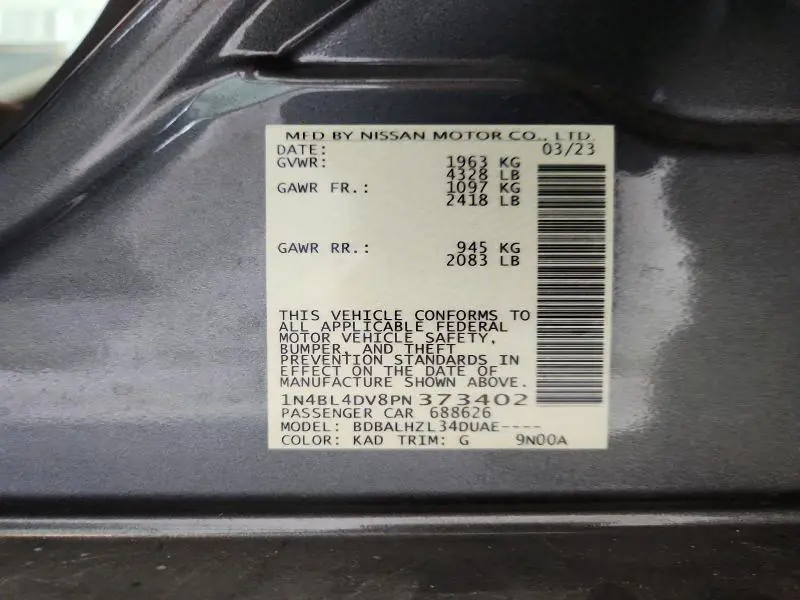 MFD BY NISSAN MOTOR CO., LTD.
DATE: 03/23
GVWR: 1963 KG
4328 LB
GAWR FR.: 1097 KG
2418 LB
GAWR RR.: 945 KG
2083 LB
THIS VEHICLE CONFORMS TO
ALL APPLICABLE FEDERAL
MOTOR VEHICLE SAFETY,
BUMPER, AND THEFT
PREVENTION STANDARDS IN
EFFECT ON THE DATE OF
MANUFACTURE SHOWN ABOVE.
1N4BL4DV8PN 373402
PASSENGER CAR 688626
MODEL: BDBALHZL34DUAE----
COLOR: KAD TRIM: G 9N00A